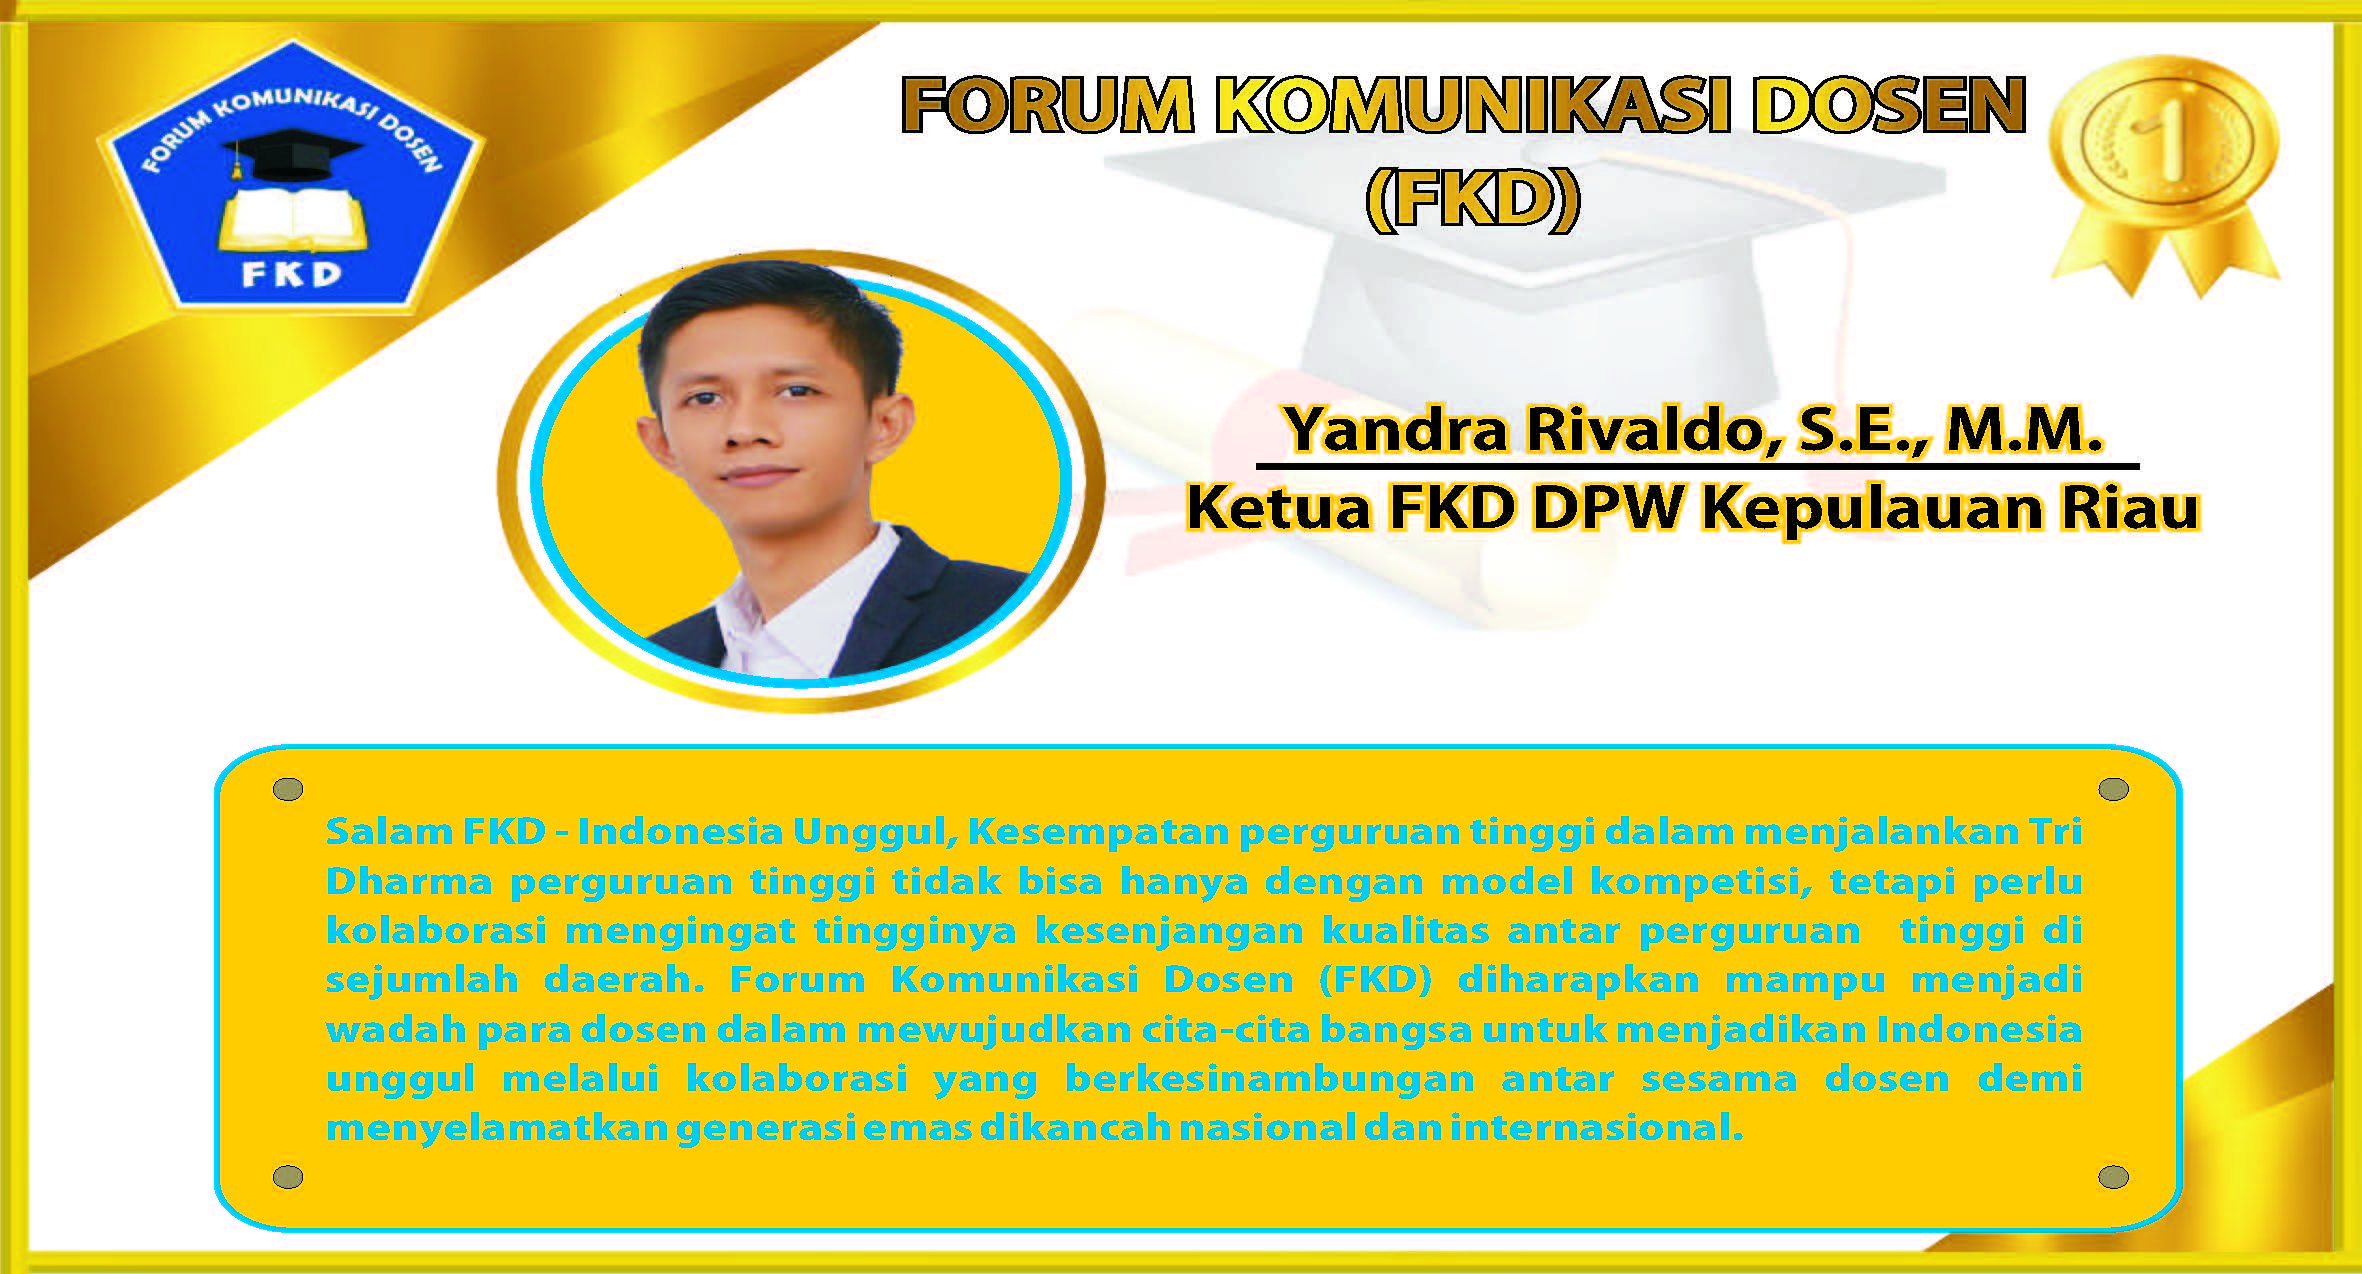 FORUM KOMUNIKASI DOSEN
FKD
FORUM KOMUNIKASI DOSEN
(FKD)
1
Yandra Rivaldo, S.E., M.M.
Ketua FKD DPW Kepulauan Riau
Salam FKD - Indonesia Unggul, Kesempatan perguruan tinggi dalam menjalankan Tri
Dharma perguruan tinggi tidak bisa hanya dengan model kompetisi, tetapi perlu
kolaborasi mengingat tingginya kesenjangan kualitas antar perguruan tinggi di
sejumlah daerah. Forum Komunikasi Dosen (FKD) diharapkan mampu menjadi
wadah para dosen dalam mewujudkan cita-cita bangsa untuk menjadikan Indonesia
unggul melalui kolaborasi yang berkesinambungan antar sesama dosen demi
menyelamatkan generasi emas dikancah nasional dan internasional.